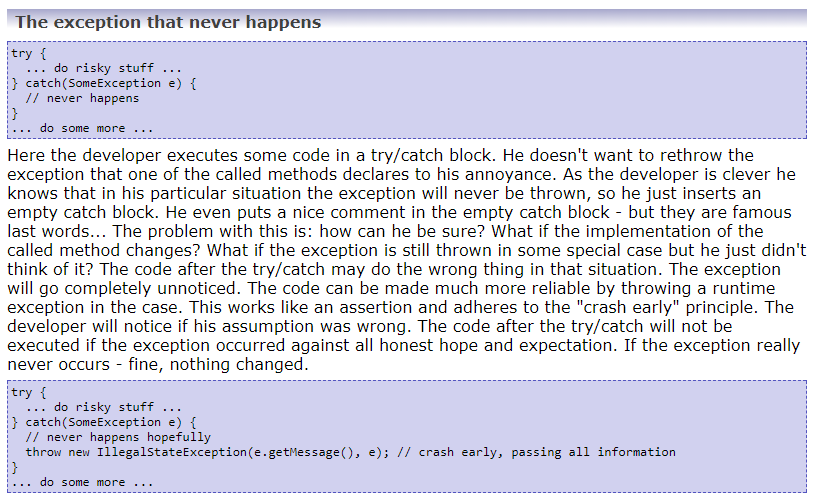 The exception that never happens
try {
  ... do risky stuff ...
} catch(SomeException e) {
  // never happens
}
... do some more ...
Here the developer executes some code in a try/catch block. He doesn't want to rethrow the
exception that one of the called methods declares to his annoyance. As the developer is clever he
knows that in his particular situation the exception will never be thrown, so he just inserts an
empty catch block. He even puts a nice comment in the empty catch block - but they are famous
last words... The problem with this is: how can he be sure? What if the implementation of the
called method changes? What if the exception is still thrown in some special case but he just didn't
think of it? The code after the try/catch may do the wrong thing in that situation. The exception
will go completely unnoticed. The code can be made much more reliable by throwing a runtime
exception in the case. This works like an assertion and adheres to the "crash early" principle. The
developer will notice if his assumption was wrong. The code after the try/catch will not be
executed if the exception occurred against all honest hope and expectation. If the exception really
never occurs - fine, nothing changed.
try {
  ... do risky stuff ...
} catch(SomeException e) {
  // never happens hopefully
  throw new IllegalStateException(e.getMessage(), e); // crash early, passing all information
}
... do some more ...